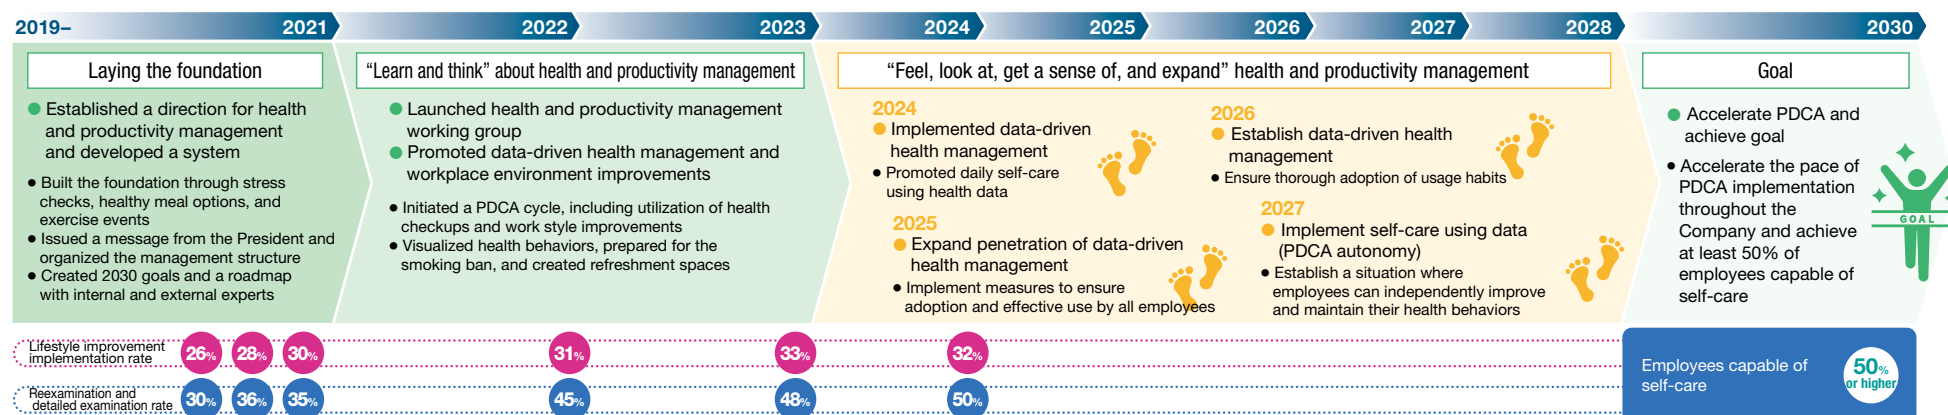 2019–
2021
2022
2023
2024
2025
2026
2027
2028
2030
Laying the foundation
● Established a direction for health
and productivity management
and developed a system
● Built the foundation through stress
checks, healthy meal options, and
exercise events
● Issued a message from the President and
organized the management structure
● Created 2030 goals and a roadmap
with internal and external experts
“Learn and think” about health and productivity management
● Launched health and productivity management
working group
● Promoted data-driven health management and
workplace environment improvements
● Initiated a PDCA cycle, including utilization of health
checkups and work style improvements
● Visualized health behaviors, prepared for the
smoking ban, and created refreshment spaces
“Feel, look at, get a sense of, and expand” health and productivity management
2024
● Implemented data-driven
health management
● Promoted daily self-care
using health data
2025
● Expand penetration of data-driven
health management
● Implement measures to ensure
adoption and effective use by all employees
2026
● Establish data-driven health
management
● Ensure thorough adoption of usage habits
2027
● Implement self-care using data
(PDCA autonomy)
● Establish a situation where
employees can independently improve
and maintain their health behaviors
Goal
● Accelerate PDCA and
achieve goal
● Accelerate the pace of
PDCA implementation
throughout the
Company and achieve
at least 50% of
employees capable of
self-care
GOAL
Lifestyle improvement
implementation rate
26%
28%
30%
31%
33%
32%
Reexamination and
detailed examination rate
30%
36%
35%
45%
48%
50%
Employees capable of
self-care
50%
or higher